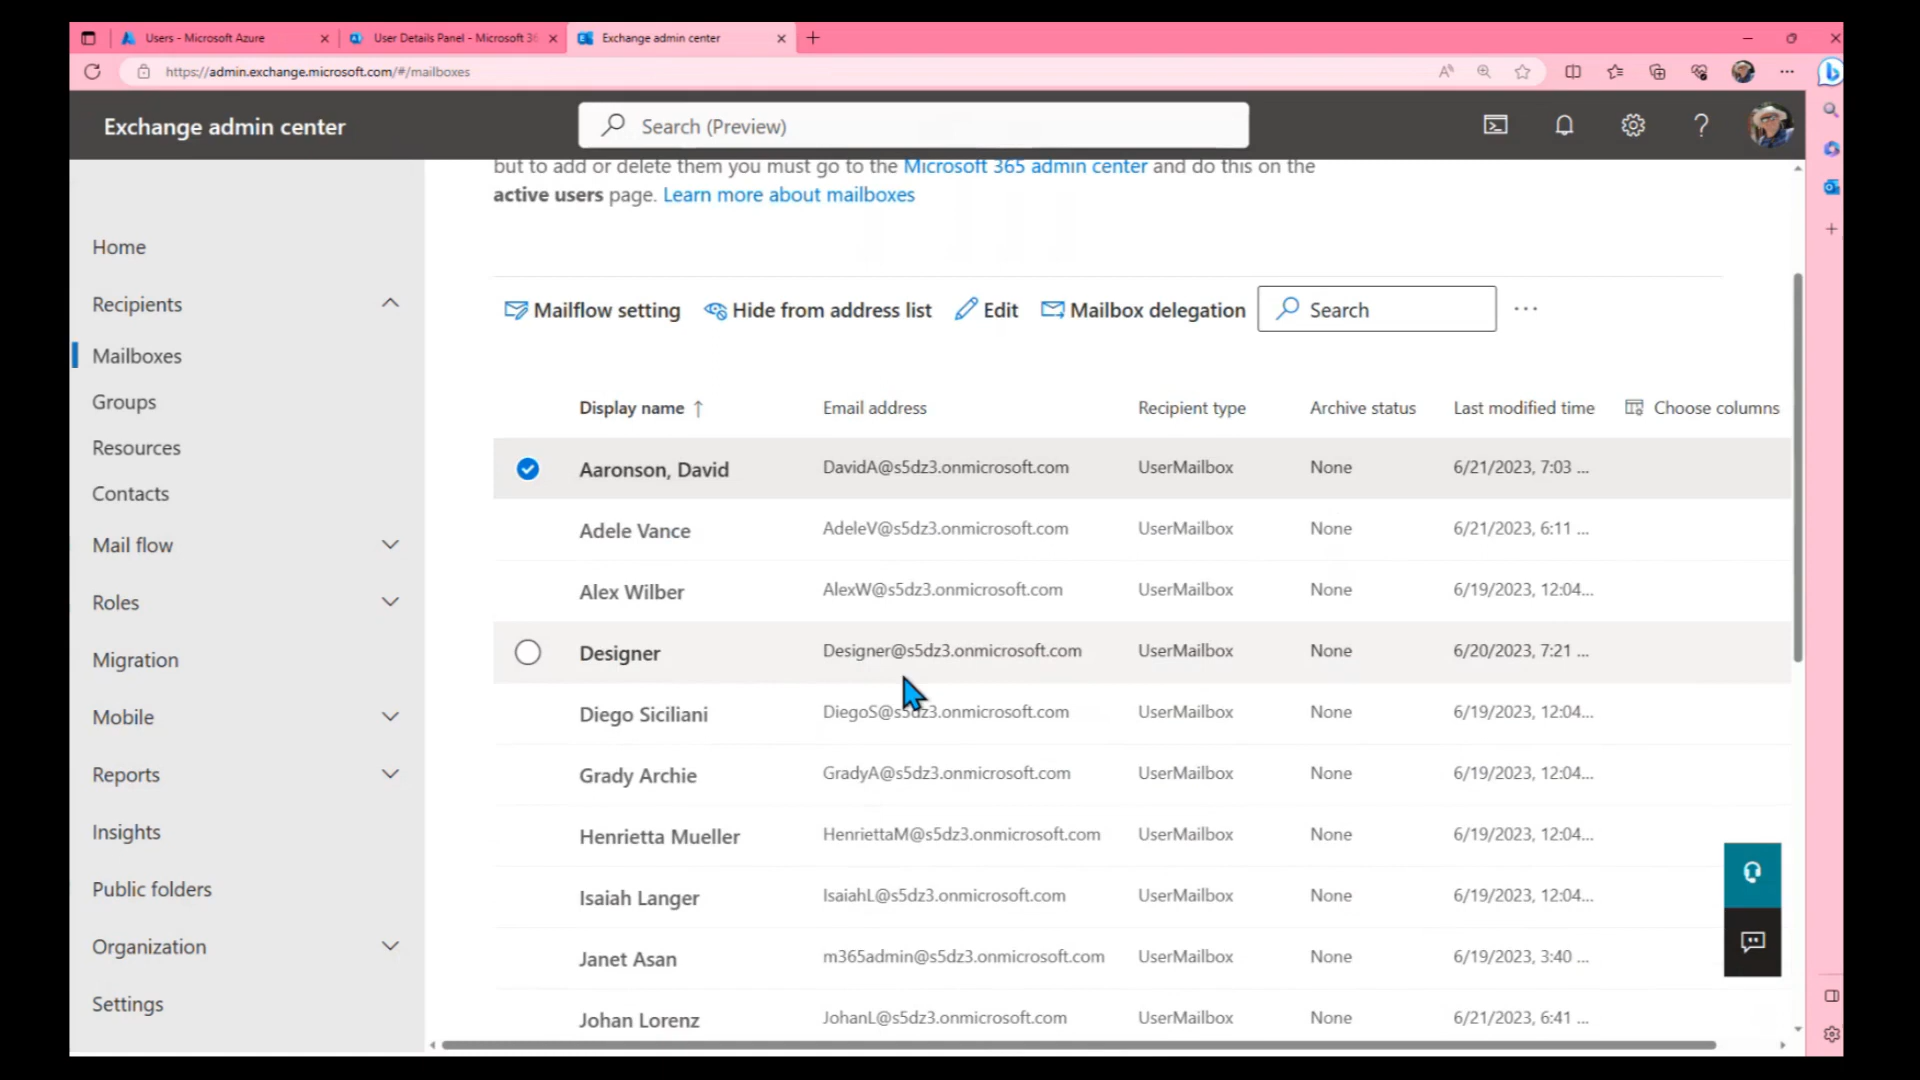 Users - Microsoft Azure
User Details Panel - Microsoft 36
Exchange admin center
https://admin.exchange.microsoft.com/#/mailboxes
Exchange admin center
Search (Preview)
but to add or delete them you must go to the Microsoft 365 admin center and do this on the
active users page. Learn more about mailboxes
Home
Recipients
Mailboxes
Groups
Resources
Contacts
Mail flow
Roles
Migration
Mobile
Reports
Insights
Public folders
Organization
Settings
Mailflow setting
Hide from address list
Edit
Mailbox delegation
Search
Display name ↑ Email address Recipient type Archive status Last modified time Choose columns
Aaronson, David DavidA@s5dz3.onmicrosoft.com UserMailbox None 6/21/2023, 7:03 ...
Adele Vance AdeleV@s5dz3.onmicrosoft.com UserMailbox None 6/21/2023, 6:11 ...
Alex Wilber AlexW@s5dz3.onmicrosoft.com UserMailbox None 6/19/2023, 12:04...
Designer Designer@s5dz3.onmicrosoft.com UserMailbox None 6/20/2023, 7:21 ...
Diego Siciliani DiegoS@s5dz3.onmicrosoft.com UserMailbox None 6/19/2023, 12:04...
Grady Archie GradyA@s5dz3.onmicrosoft.com UserMailbox None 6/19/2023, 12:04...
Henrietta Mueller HenriettaM@s5dz3.onmicrosoft.com UserMailbox None 6/19/2023, 12:04...
Isaiah Langer IsaiahL@s5dz3.onmicrosoft.com UserMailbox None 6/19/2023, 12:04...
Janet Asan m365admin@s5dz3.onmicrosoft.com UserMailbox None 6/19/2023, 3:40 ...
Johan Lorenz JohanL@s5dz3.onmicrosoft.com UserMailbox None 6/21/2023, 6:41 ...